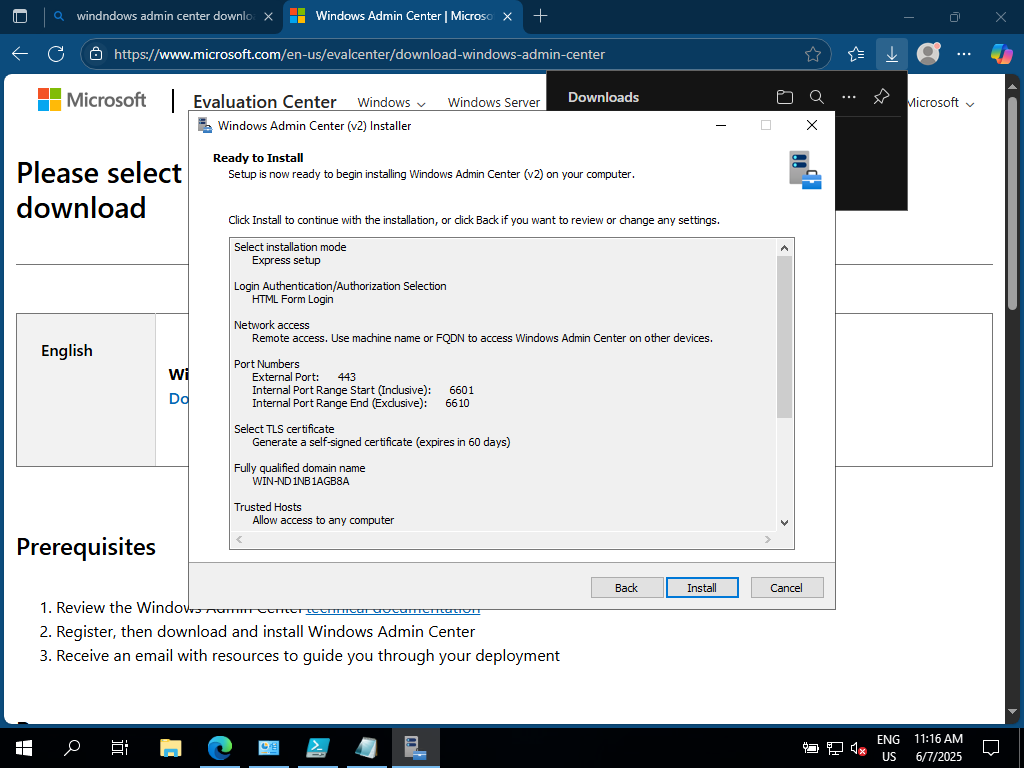 windndows admin center downlo
Windows Admin Center | Microso
https://www.microsoft.com/en-us/evalcenter/download-windows-admin-center
Microsoft
Evaluation Center
Windows
Windows Server
Downloads
Microsoft
Please select
download
English
Wi
Do
Windows Admin Center (v2) Installer
Ready to Install
Setup is now ready to begin installing Windows Admin Center (v2) on your computer.
Click Install to continue with the installation, or click Back if you want to review or change any settings.
Select installation mode
Express setup
Login Authentication/Authorization Selection
HTML Form Login
Network access
Remote access. Use machine name or FQDN to access Windows Admin Center on other devices.
Port Numbers
External Port: 443
Internal Port Range Start (Inclusive): 6601
Internal Port Range End (Exclusive): 6610
Select TLS certificate
Generate a self-signed certificate (expires in 60 days)
Fully qualified domain name
WIN-ND1NB1AGB8A
Trusted Hosts
Allow access to any computer
Back
Install
Cancel
Prerequisites
1. Review the Windows Admin Center technical documentation
2. Register, then download and install Windows Admin Center
3. Receive an email with resources to guide you through your deployment
ENG
US
11:16 AM
6/7/2025